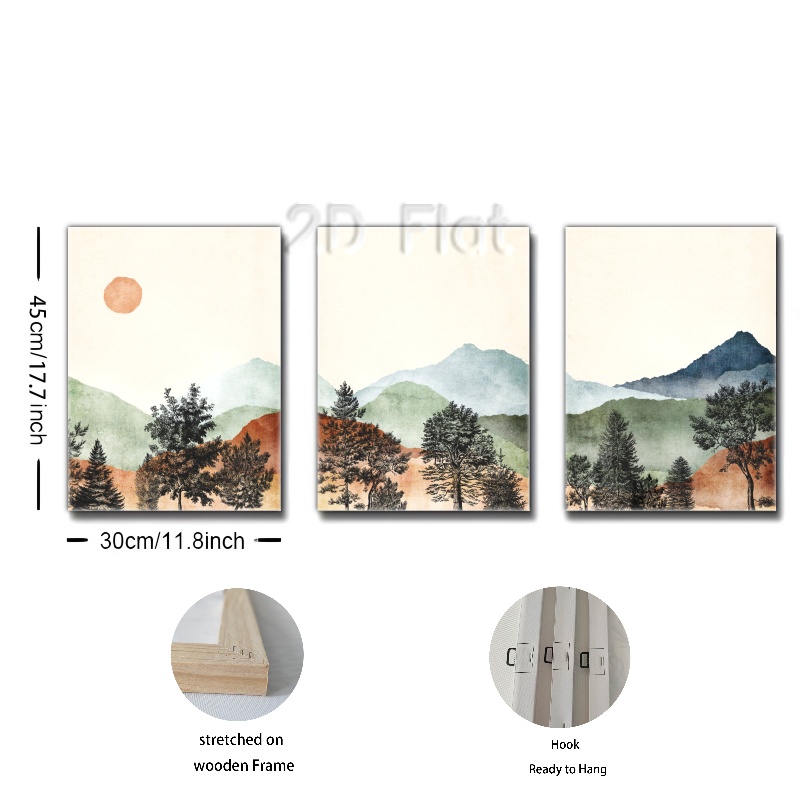 2D Flat
45cm/17.7inch
30cm/11.8inch
stretched on
wooden Frame
Hook
Ready to Hang